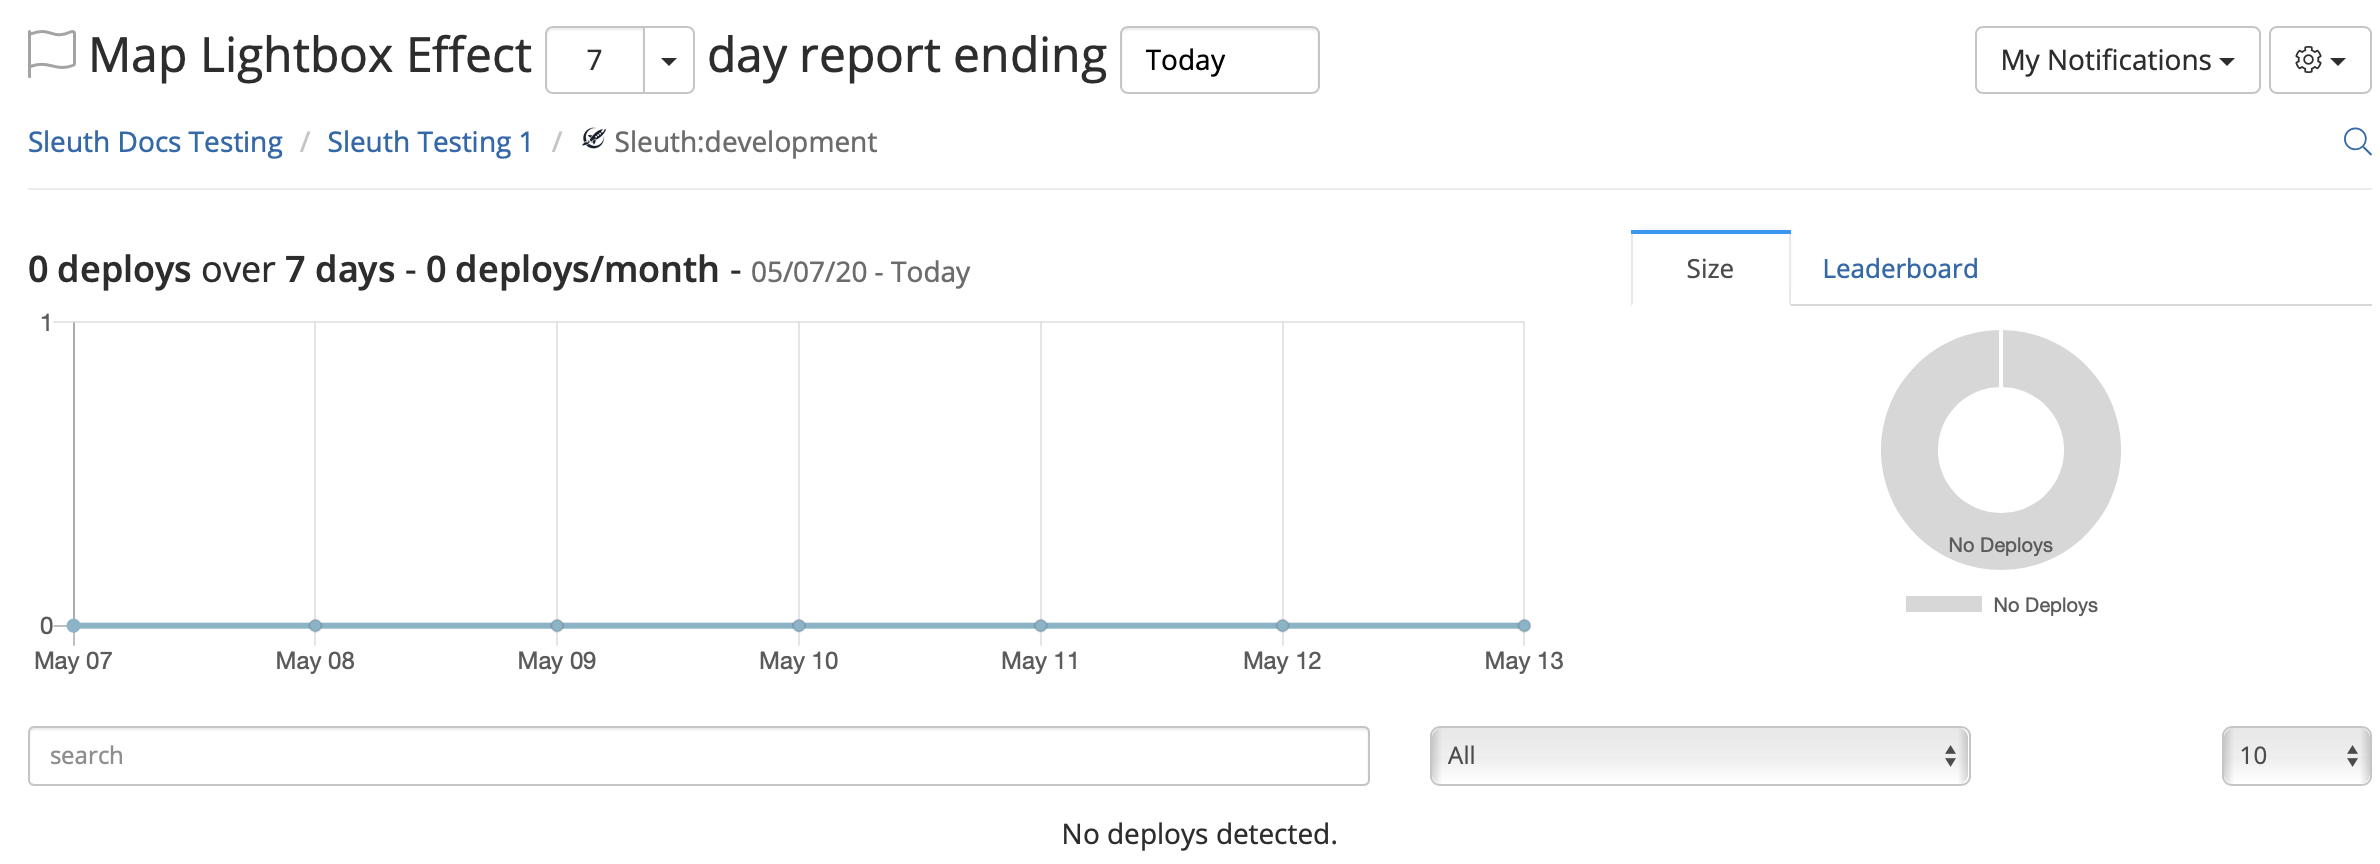 Map Lightbox Effect 7 day report ending Today
My Notifications
Sleuth Docs Testing / Sleuth Testing 1 / Sleuth:development
0 deploys over 7 days - 0 deploys/month - 05/07/20 - Today
Size Leaderboard
1
0
May 07 May 08 May 09 May 10 May 11 May 12 May 13
No Deploys
No Deploys
search All 10
No deploys detected.